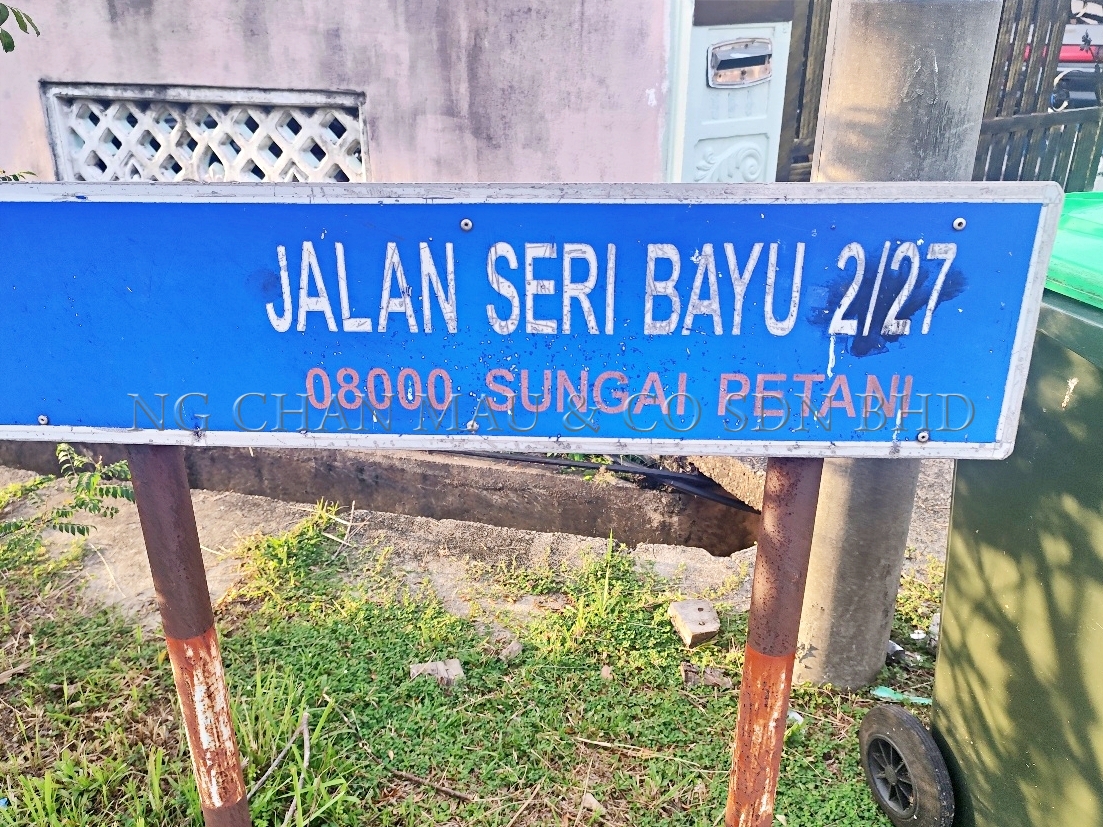 JALAN SERI BAYU 2/27
08000 SUNGAI PETANI
NG CHAN MAU & CO SDN BHD